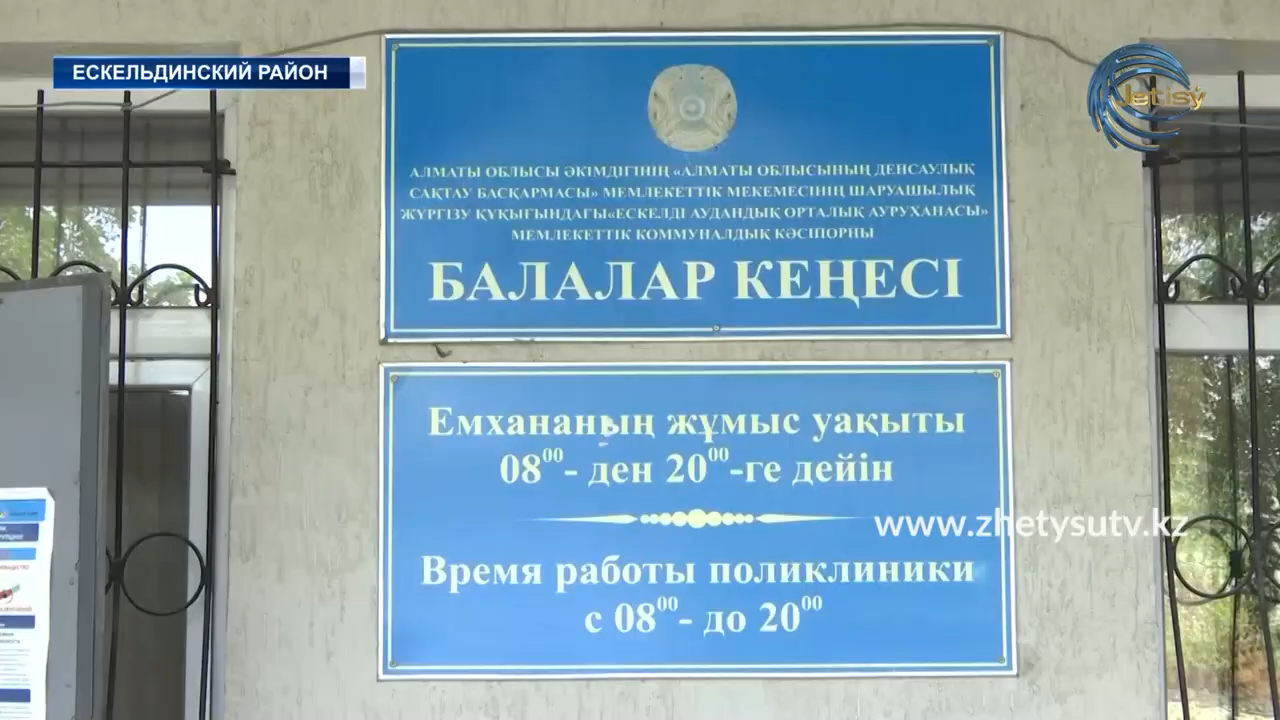 ЕСКЕЛЬДИНСКИЙ РАЙОН
Jetisý
АЛМАТЫ ОБЛЫСЫ ӘКІМДІГІНІҢ «АЛМАТЫ ОБЛЫСЫНЫҢ ДЕНСАУЛЫҚ
САҚТАУ БАСҚАРМАСЫ» МЕМЛЕКЕТТІК МЕКЕМЕСІНІҢ ШАРУАШЫЛЫҚ
ЖҮРГІЗУ ҚҰҚЫҒЫНДАҒЫ«ЕСКЕЛДІ АУДАНДЫҚ ОРТАЛЫҚ АУРУХАНАСЫ»
МЕМЛЕКЕТТІК КОММУНАЛДЫҚ КӘСІПОРНЫ
БАЛАЛАР КЕҢЕСІ
Емхананың жұмыс уақыты
08⁰⁰- ден 20⁰⁰-ге дейін
www.zhetysutv.kz
Время работы поликлиники
с 08⁰⁰- до 20⁰⁰